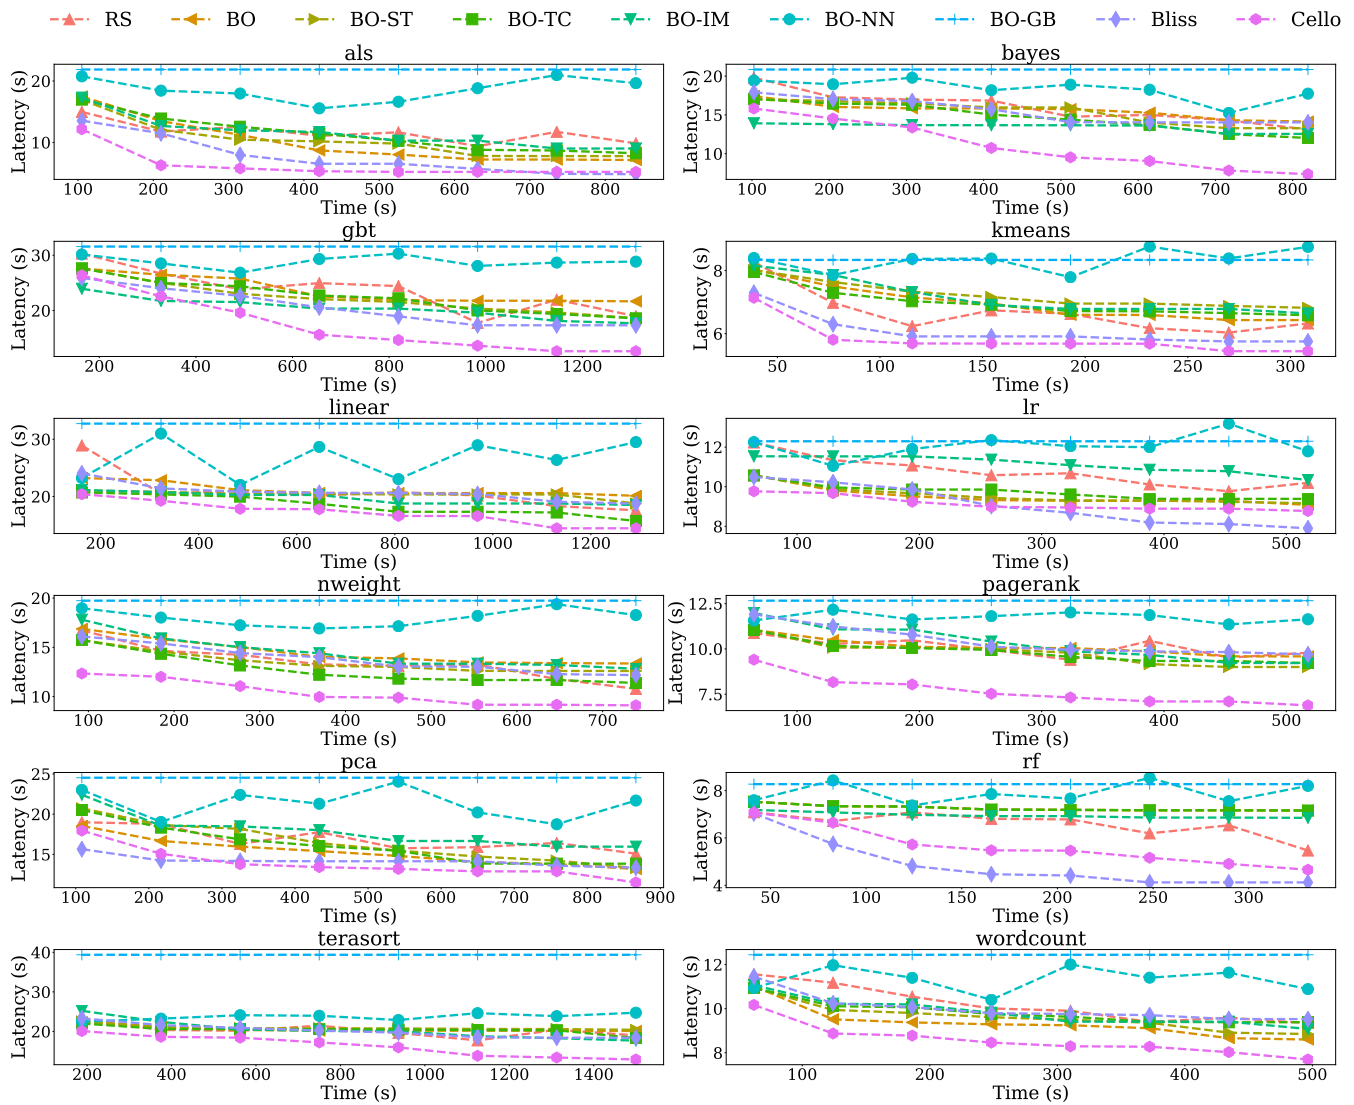 RS BO BO-ST BO-TC BO-IM BO-NN BO-GB Bliss Cello
als bayes
Latency (s) 20 10 Latency (s) 20 15 10
100 200 300 400 500 600 700 800 100 200 300 400 500 600 700 800
Time (s) Time (s)
gbt kmeans
Latency (s) 30 20 Latency (s) 8 6
200 400 600 800 1000 1200 50 100 150 200 250 300
Time (s) Time (s)
linear lr
Latency (s) 30 20 Latency (s) 12 10 8
200 400 600 800 1000 1200 100 200 300 400 500
Time (s) Time (s)
nweight pagerank
Latency (s) 20 15 10 Latency (s) 12.5 10.0 7.5
100 200 300 400 500 600 700 100 200 300 400 500
Time (s) Time (s)
pca rf
Latency (s) 25 20 15 Latency (s) 8 6 4
100 200 300 400 500 600 700 800 900 50 100 150 200 250 300
Time (s) Time (s)
terasort wordcount
Latency (s) 40 30 20 Latency (s) 12 10 8
200 400 600 800 1000 1200 1400 100 200 300 400 500
Time (s) Time (s)